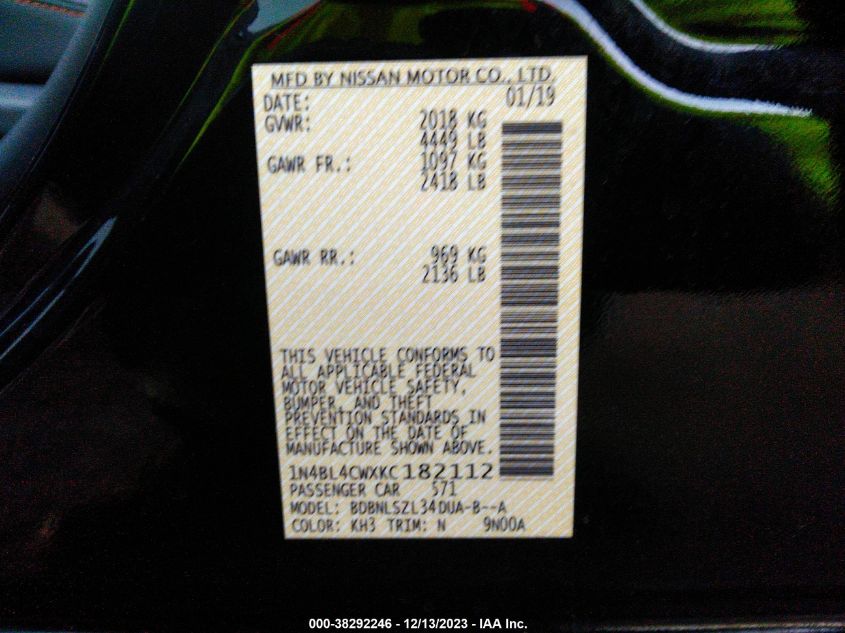 MFD BY NISSAN MOTOR CO., LTD.
DATE: 01/19
GVWR: 2018 KG
4449 LB
GAWR FR.: 1097 KG
2418 LB
GAWR RR.: 969 KG
2136 LB
THIS VEHICLE CONFORMS TO
ALL APPLICABLE FEDERAL
MOTOR VEHICLE SAFETY,
BUMPER, AND THEFT
PREVENTION STANDARDS IN
EFFECT ON THE DATE OF
MANUFACTURE SHOWN ABOVE.
1N4BL4CWXKC182112
PASSENGER CAR 571
MODEL: BDBNLSZL34DUA-B--A
COLOR: KH3 TRIM: N 9N00A
000-38292246 - 12/13/2023 - IAA Inc.